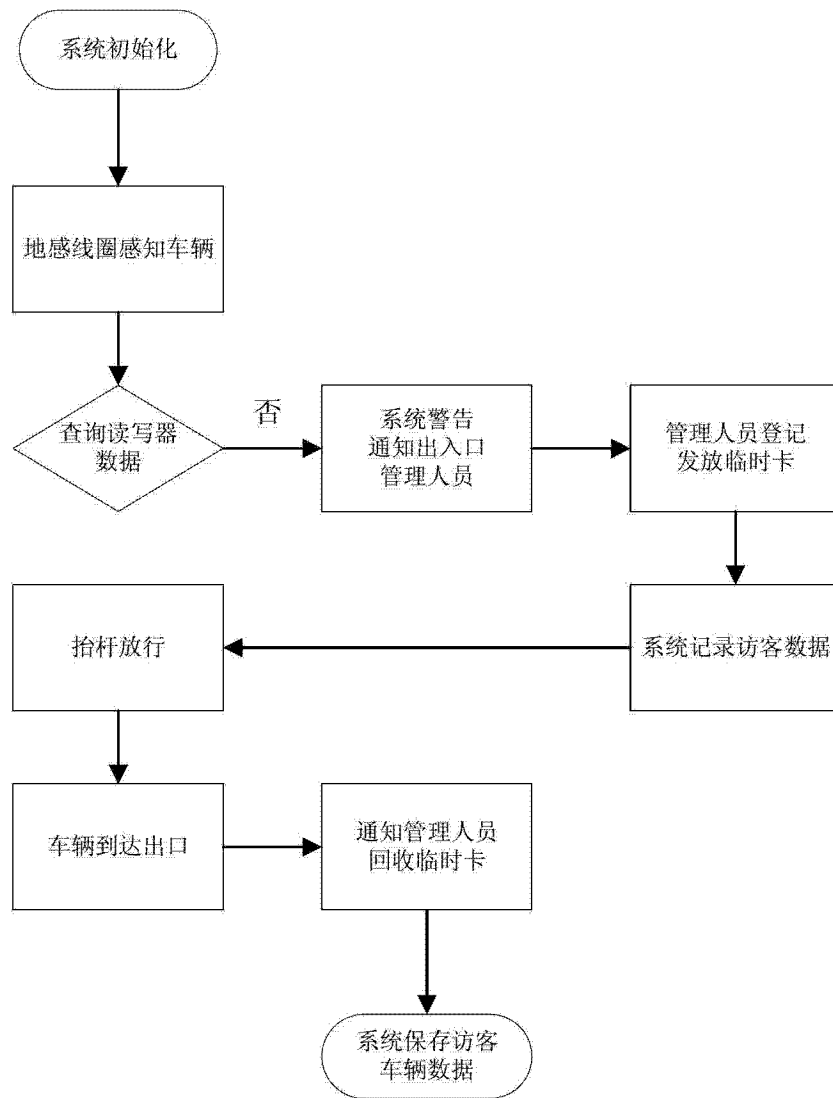 系统初始化
地感线圈感知车辆
查询读写器
数据
否
系统警告
通知出入口
管理人员
管理人员登记
发放临时卡
系统记录访客数据
抬杆放行
车辆到达出口
通知管理人员
回收临时卡
系统保存访客
车辆数据